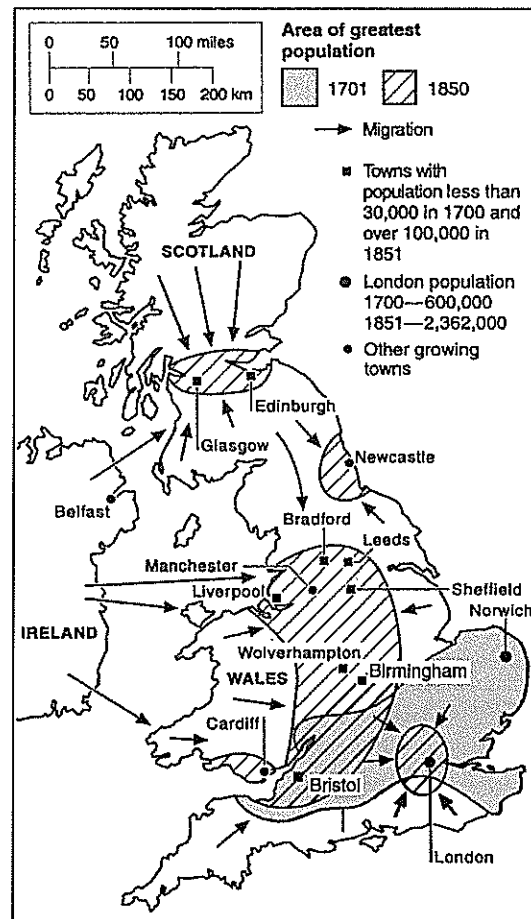 0 50 100 miles
0 50 100 150 200 km
Area of greatest
population
1701 1850
Migration
Towns with
population less than
30,000 in 1700 and
over 100,000 in
1851
London population
1700—600,000
1851—2,362,000
Other growing
towns
SCOTLAND
Edinburgh
Glasgow
Newcastle
Belfast
Bradford
Leeds
Manchester
Liverpool
Sheffield
Norwich
IRELAND
Wolverhampton
WALES
Birmingham
Cardiff
Bristol
London